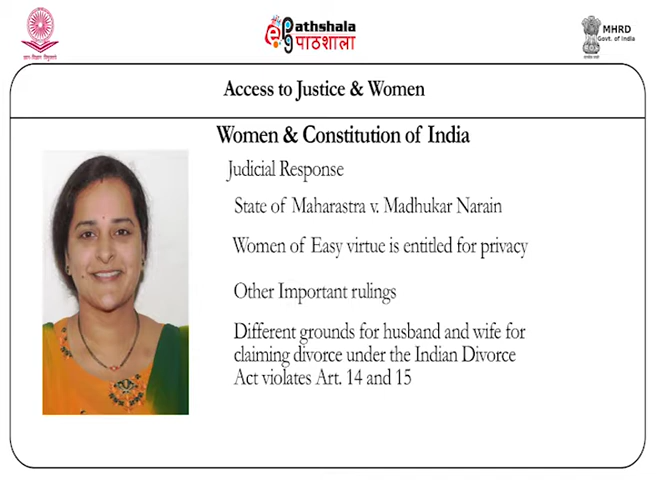 Pathshala
पाठशाला
MHRD
Govt. of India
Access to Justice & Women
Women & Constitution of India
Judicial Response
State of Maharastra v. Madhukar Narain
Women of Easy virtue is entitled for privacy
Other Important rulings
Different grounds for husband and wife for
claiming divorce under the Indian Divorce
Act violates Art. 14 and 15